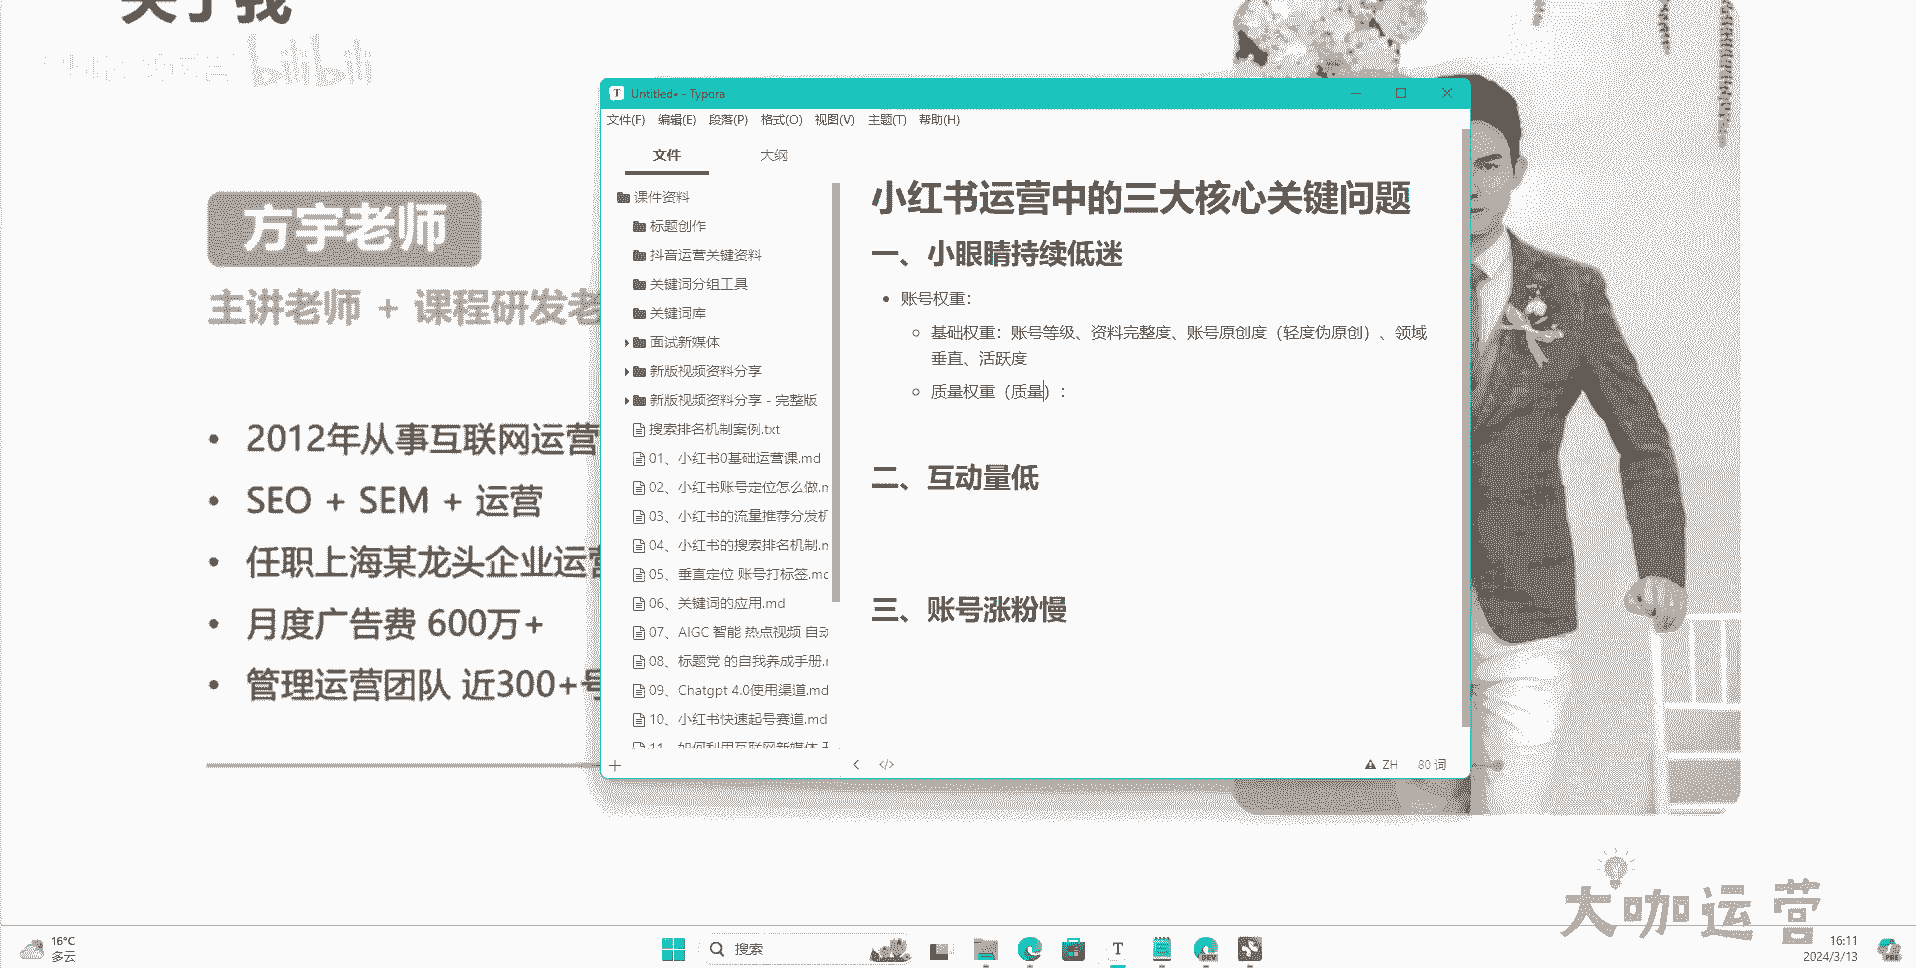 关于我
bilibili
方宇老师
主讲老师 + 课程研发老
2012年从事互联网运营
SEO + SEM + 运营
任职上海某龙头企业运营
月度广告费 600万+
管理运营团队 近300+号
Untitled• - Typora
文件(F) 编辑(E) 段落(P) 格式(O) 视图(V) 主题(T) 帮助(H)
文件 大纲
课件资料
标题创作
抖音运营关键资料
关键词分组工具
关键词库
面试新媒体
新版视频资料分享
新版视频资料分享 - 完整版
搜索排名机制案例.txt
01、小红书0基础运营课.md
02、小红书账号定位怎么做.m
03、小红书的流量推荐分发机
04、小红书的搜索排名机制.m
05、垂直定位 账号打标签.md
06、关键词的应用.md
07、AIGC 智能 热点视频 自动
08、标题党 的自我养成手册.m
09、Chatgpt 4.0使用渠道.md
10、小红书快速起号赛道.md
11、如何利用互联网新媒体
小红书运营中的三大核心关键问题
一、小眼睛持续低迷
账号权重：
基础权重：账号等级、资料完整度、账号原创度（轻度伪原创）、领域
垂直、活跃度
质量权重（质量）：
二、互动量低
三、账号涨粉慢
ZH 80 词
大咖运营
16°C
多云
搜索
T
DEV
16:11
2024/3/13
PRE